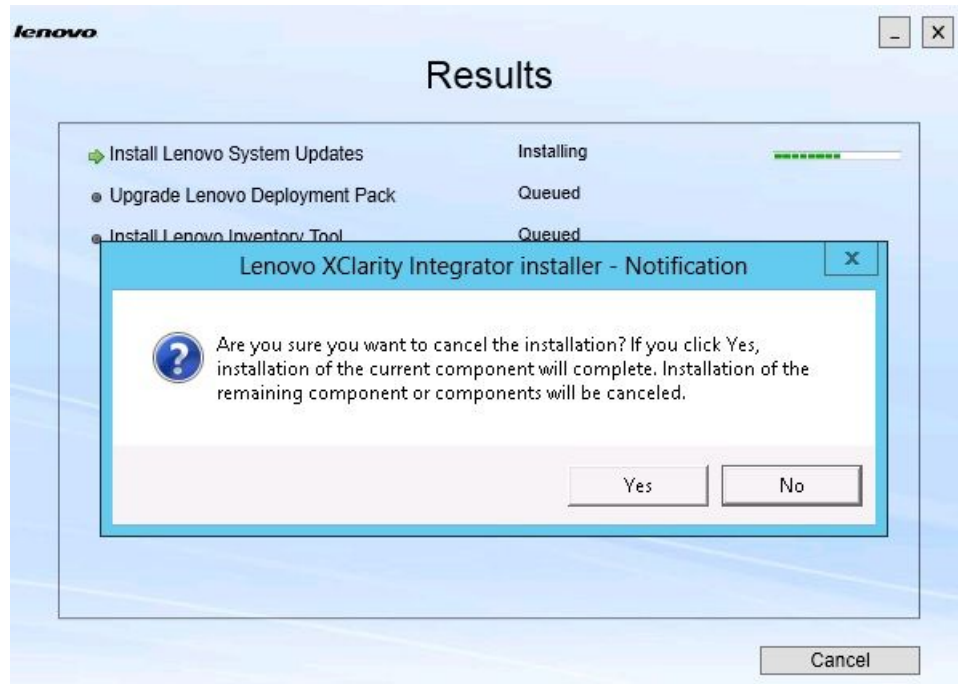 lenovo
Results
Install Lenovo System Updates Installing
Upgrade Lenovo Deployment Pack Queued
Install Lenovo Inventory Tool Queued
Lenovo XClarity Integrator installer - Notification
Are you sure you want to cancel the installation? If you click Yes,
installation of the current component will complete. Installation of the
remaining component or components will be canceled.
Yes No
Cancel